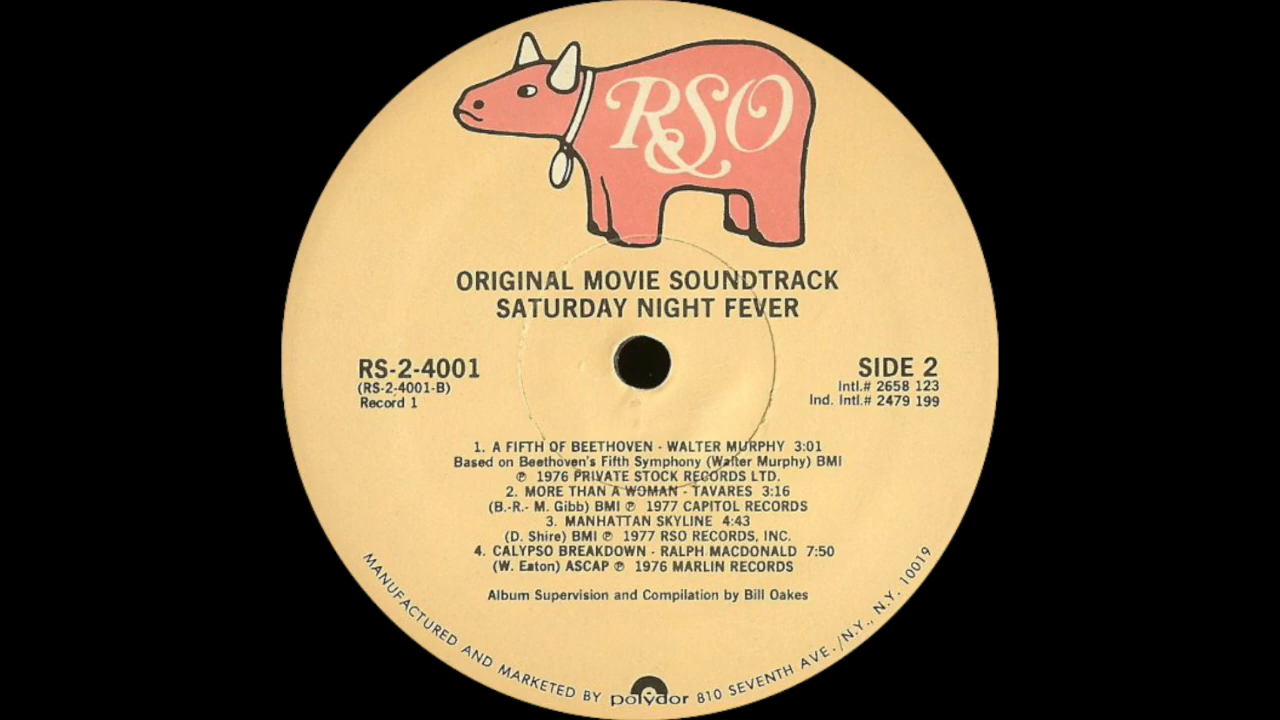 RSO
ORIGINAL MOVIE SOUNDTRACK
SATURDAY NIGHT FEVER
RS-2-4001
(RS-2-4001-B)
Record 1
SIDE 2
Intl.# 2658 123
Ind. Intl.# 2479 199
1. A FIFTH OF BEETHOVEN - WALTER MURPHY 3:01
Based on Beethoven's Fifth Symphony (Walter Murphy) BMI
℗ 1976 PRIVATE STOCK RECORDS LTD.
2. MORE THAN A WOMAN - TAVARES 3:16
(B.-R.- M. Gibb) BMI ℗ 1977 CAPITOL RECORDS
3. MANHATTAN SKYLINE 4:43
(D. Shire) BMI ℗ 1977 RSO RECORDS, INC.
4. CALYPSO BREAKDOWN - RALPH MACDONALD 7:50
(W. Eaton) ASCAP ℗ 1976 MARLIN RECORDS
Album Supervision and Compilation by Bill Oakes
MANUFACTURED AND MARKETED BY polydor 810 SEVENTH AVE./N.Y., N.Y. 10019